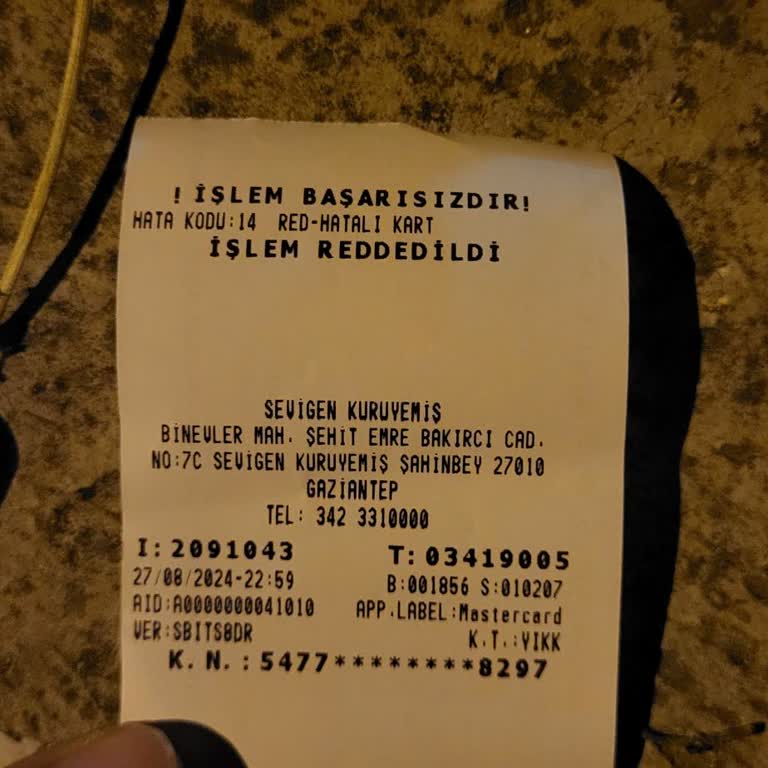 ! İŞLEM BAŞARISIZDIR!
HATA KODU:14 RED-HATALI KART
İŞLEM REDDEDİLDİ
SEVİGEN KURUYEMİŞ
BİNEVLER MAH. ŞEHİT EMRE BAKIRCI CAD.
NO:7C SEVİGEN KURUYEMİŞ ŞAHİNBEY 27010
GAZİANTEP
TEL: 342 3310000
I: 2091043 T: 03419005
27/08/2024-22:59 B:001856 S:010207
AID:A0000000041010 APP.LABEL:Mastercard
VER:SBITS8DR K.T.:YIKK
K. N. : 5477********8297